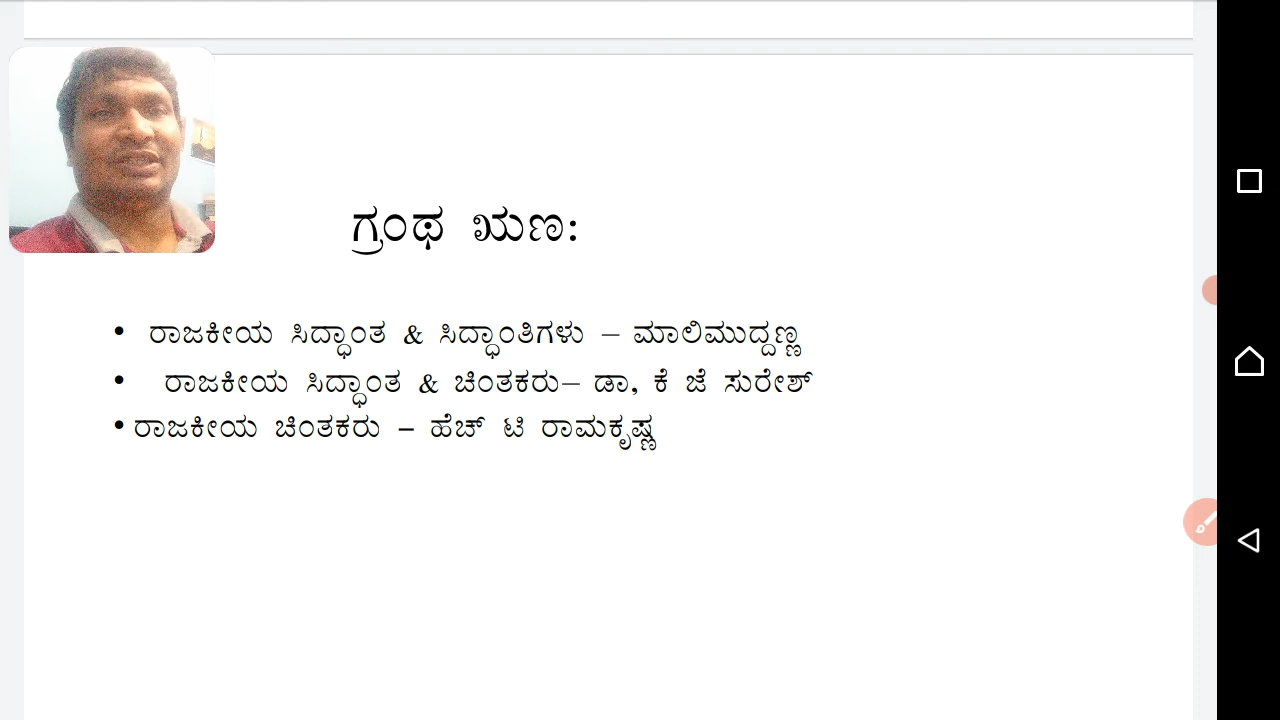 ಗ್ರಂಥ ಋಣ:
• ರಾಜಕೀಯ ಸಿದ್ಧಾಂತ & ಸಿದ್ಧಾಂತಿಗಳು – ಮಾಲಿಮುದ್ದಣ್ಣ
• ರಾಜಕೀಯ ಸಿದ್ಧಾಂತ & ಚಿಂತಕರು– ಡಾ, ಕೆ ಜೆ ಸುರೇಶ್
• ರಾಜಕೀಯ ಚಿಂತಕರು – ಹೆಚ್ ಟಿ ರಾಮಕೃಷ್ಣ